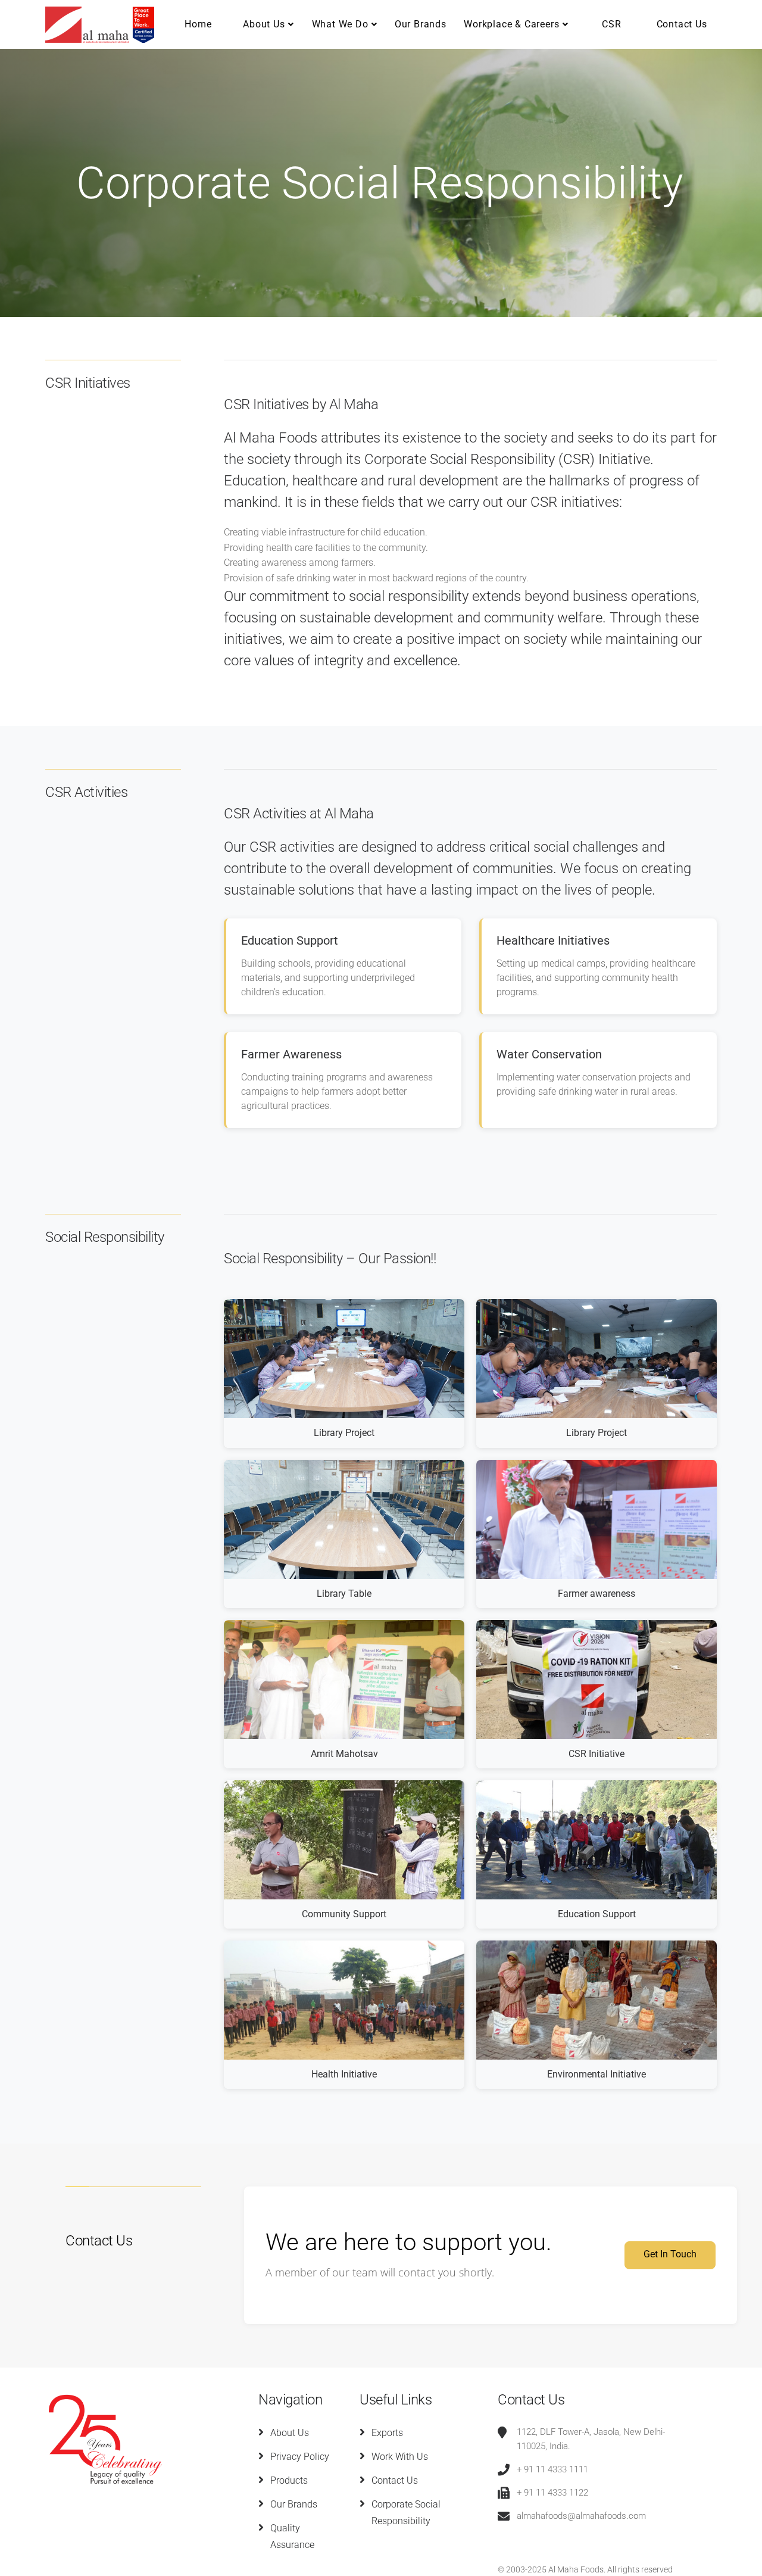 al maha
Great
Place
To
Work.
Certified
Home
About Us
What We Do
Our Brands
Workplace & Careers
CSR
Contact Us
Corporate Social Responsibility
CSR Initiatives
CSR Initiatives by Al Maha
Al Maha Foods attributes its existence to the society and seeks to do its part for
the society through its Corporate Social Responsibility (CSR) Initiative.
Education, healthcare and rural development are the hallmarks of progress of
mankind. It is in these fields that we carry out our CSR initiatives:
Creating viable infrastructure for child education.
Providing health care facilities to the community.
Creating awareness among farmers.
Provision of safe drinking water in most backward regions of the country.
Our commitment to social responsibility extends beyond business operations,
focusing on sustainable development and community welfare. Through these
initiatives, we aim to create a positive impact on society while maintaining our
core values of integrity and excellence.
CSR Activities
CSR Activities at Al Maha
Our CSR activities are designed to address critical social challenges and
contribute to the overall development of communities. We focus on creating
sustainable solutions that have a lasting impact on the lives of people.
Education Support
Building schools, providing educational
materials, and supporting underprivileged
children's education.
Healthcare Initiatives
Setting up medical camps, providing healthcare
facilities, and supporting community health
programs.
Farmer Awareness
Conducting training programs and awareness
campaigns to help farmers adopt better
agricultural practices.
Water Conservation
Implementing water conservation projects and
providing safe drinking water in rural areas.
Social Responsibility
Social Responsibility – Our Passion!!
Library Project
Library Project
Library Table
Farmer awareness
al maha
VISION
2026
COVID -19 RATION KIT
FREE DISTRIBUTION FOR NEEDY
al maha
Amrit Mahotsav
CSR Initiative
Community Support
Education Support
Health Initiative
Environmental Initiative
Contact Us
We are here to support you.
A member of our team will contact you shortly.
Get In Touch
25
Years
Celebrating
Legacy of quality
Pursuit of excellence
Navigation
About Us
Privacy Policy
Products
Our Brands
Quality
Assurance
Useful Links
Exports
Work With Us
Contact Us
Corporate Social
Responsibility
Contact Us
1122, DLF Tower-A, Jasola, New Delhi-
110025, India.
+ 91 11 4333 1111
+ 91 11 4333 1122
almahafoods@almahafoods.com
© 2003-2025 Al Maha Foods. All rights reserved